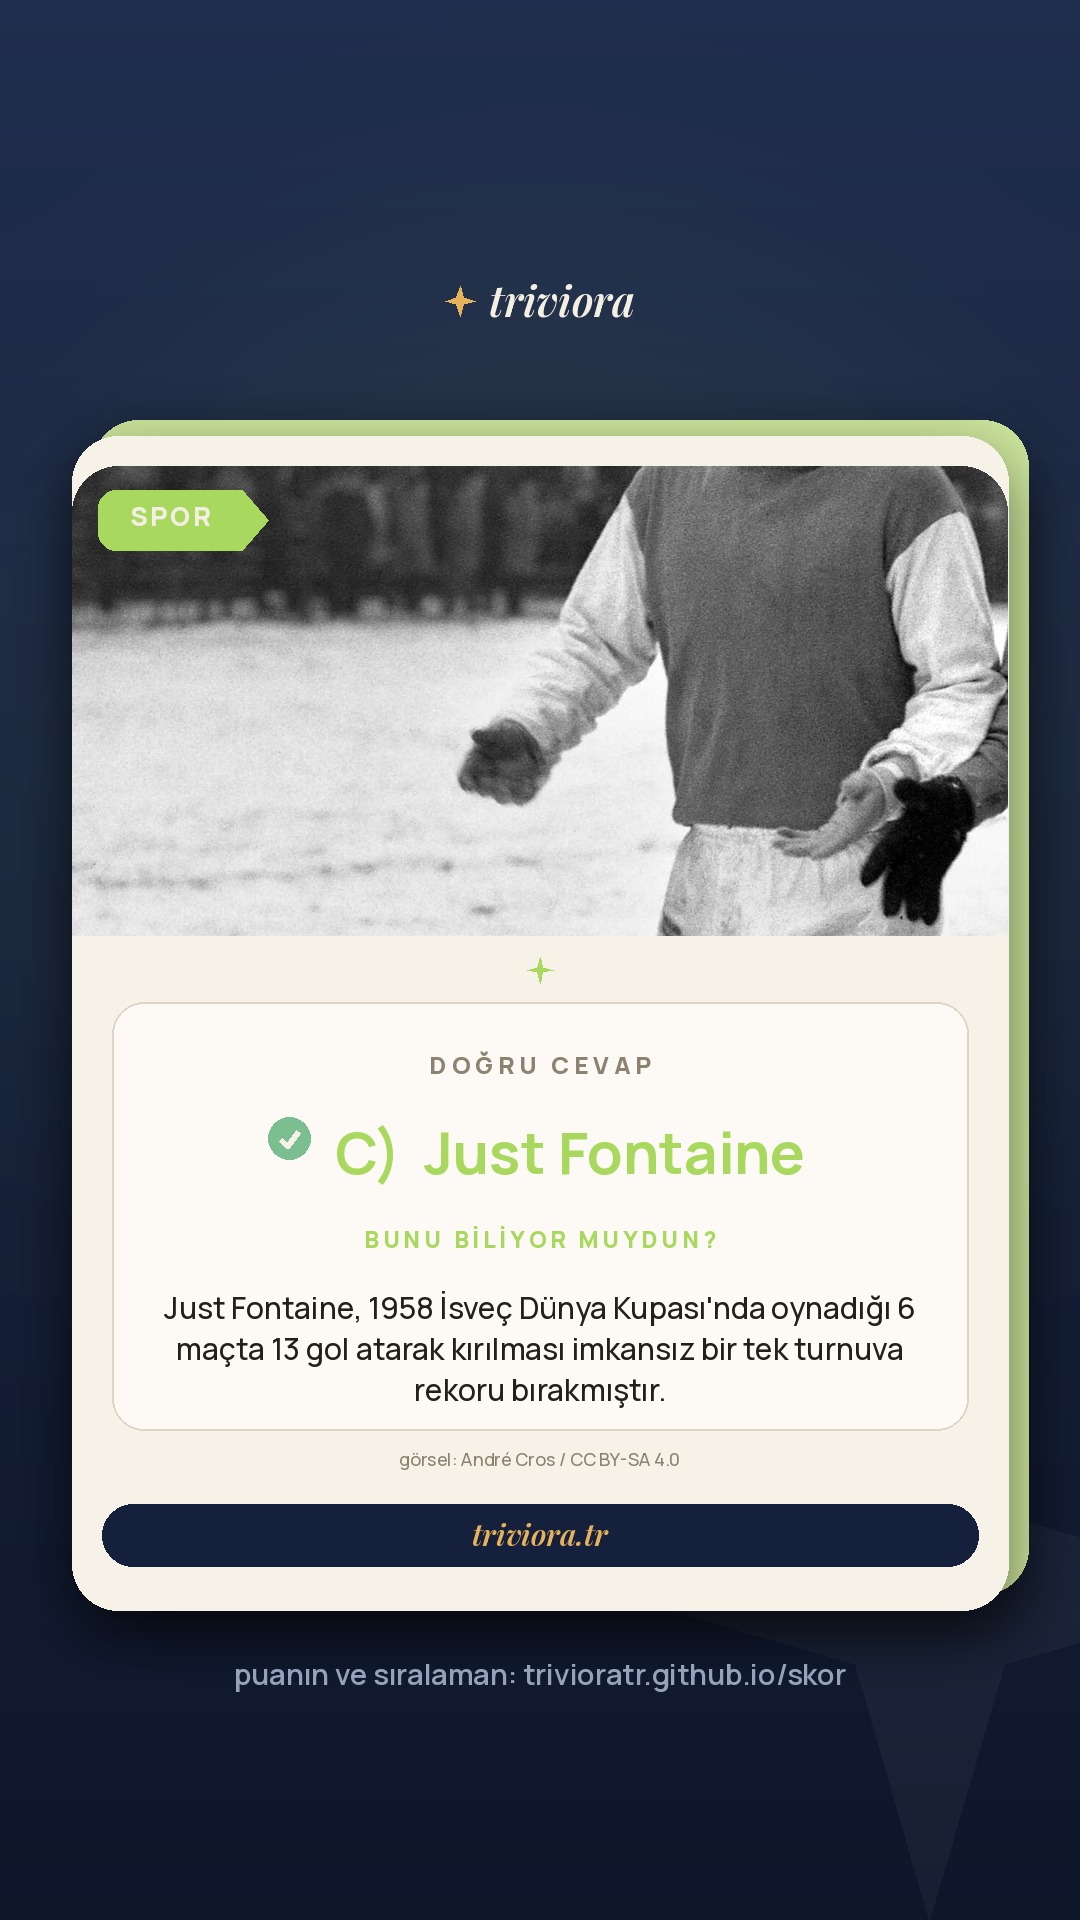 triviora
SPOR
DOĞRU CEVAP
C) Just Fontaine
BUNU BİLİYOR MUYDUN?
Just Fontaine, 1958 İsveç Dünya Kupası'nda oynadığı 6
maçta 13 gol atarak kırılması imkansız bir tek turnuva
rekoru bırakmıştır.
görsel: André Cros / CC BY-SA 4.0
triviora.tr
puanın ve sıralaman: trivioratr.github.io/skor